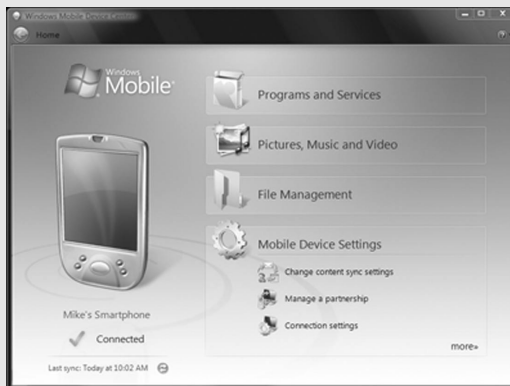 Windows Mobile Device Center
Home
Windows
Mobile®
Programs and Services
Pictures, Music and Video
File Management
Mobile Device Settings
Change content sync settings
Manage a partnership
Connection settings
Mike's Smartphone
Connected
more»
Last sync: Today at 10:02 AM